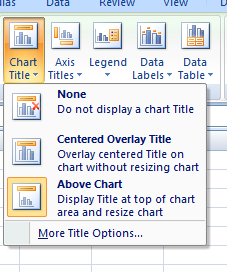 Data
Review
View
Chart Axis Legend Data Data
Title Titles Labels Table
None
Do not display a chart Title
Centered Overlay Title
Overlay centered Title on
chart without resizing chart
Above Chart
Display Title at top of chart
area and resize chart
More Title Options...